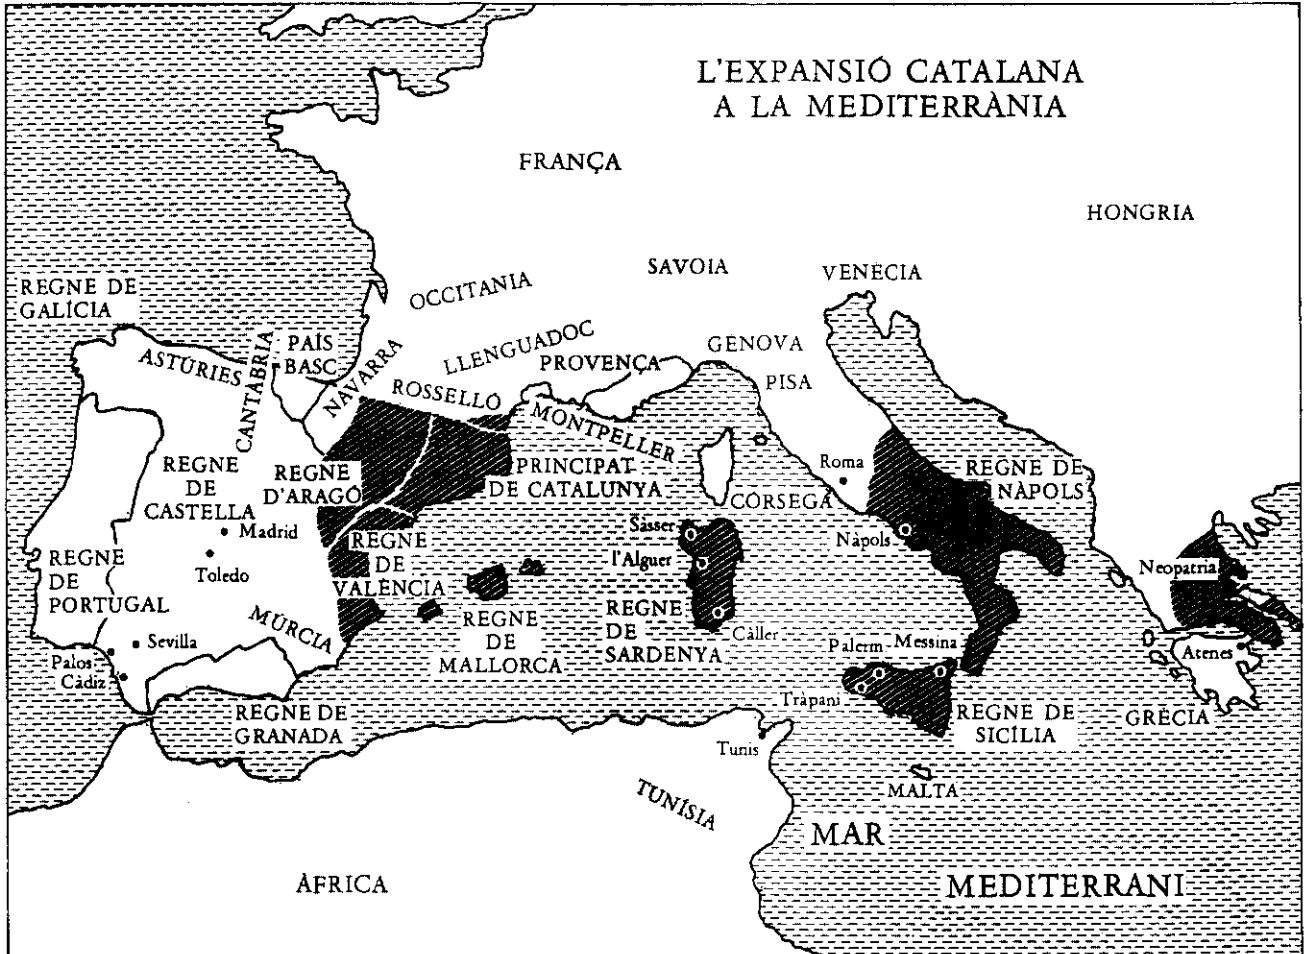 L'EXPANSIÓ CATALANA
A LA MEDITERRÀNIA
FRANÇA
HONGRIA
SAVOIA
VENÈCIA
REGNE DE
GALÍCIA
OCCITANIA
PAÍS
BASC
ASTÚRIES
CANTÀBRIA
NAVARRA
LLENGUADOC
PROVENÇA
GÈNOVA
PISA
ROSSELLÓ
MONTPELLER
REGNE
DE
CASTELLA
REGNE
D'ARAGÓ
PRINCIPAT
DE CATALUNYA
CÒRSEGA
Roma
REGNE DE
NÀPOLS
Madrid
Toledo
REGNE
DE
VALÈNCIA
Sàsser
l'Alguer
Nàpols
Neopatria
REGNE
DE
PORTUGAL
MÚRCIA
REGNE
DE
MALLORCA
REGNE
DE
SARDENYA
Càller
Sevilla
Palos
Càdiz
Palerm
Messina
Atenes
Tràpani
REGNE DE
GRANADA
REGNE DE
SICÍLIA
GRÈCIA
Tunis
MALTA
TUNÍSIA
MAR
MEDITERRANI
ÀFRICA